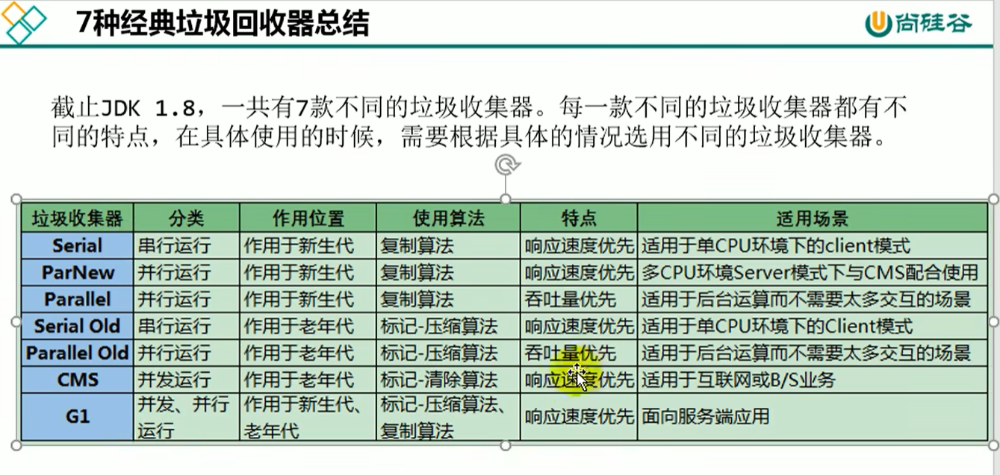 7种经典垃圾回收器总结
尚硅谷
截止JDK 1.8，一共有7款不同的垃圾收集器。每一款不同的垃圾收集器都有不
同的特点，在具体使用的时候，需要根据具体的情况选用不同的垃圾收集器。
垃圾收集器 分类 作用位置 使用算法 特点 适用场景
Serial 串行运行 作用于新生代 复制算法 响应速度优先 适用于单CPU环境下的client模式
ParNew 并行运行 作用于新生代 复制算法 响应速度优先 多CPU环境Server模式下与CMS配合使用
Parallel 并行运行 作用于新生代 复制算法 吞吐量优先 适用于后台运算而不需要太多交互的场景
Serial Old 串行运行 作用于老年代 标记-压缩算法 响应速度优先 适用于单CPU环境下的Client模式
Parallel Old 并行运行 作用于老年代 标记-压缩算法 吞吐量优先 适用于后台运算而不需要太多交互的场景
CMS 并发运行 作用于老年代 标记-清除算法 响应速度优先 适用于互联网或B/S业务
G1 并发、并行 作用于新生代、 标记-压缩算法、 响应速度优先 面向服务端应用
运行 老年代 复制算法